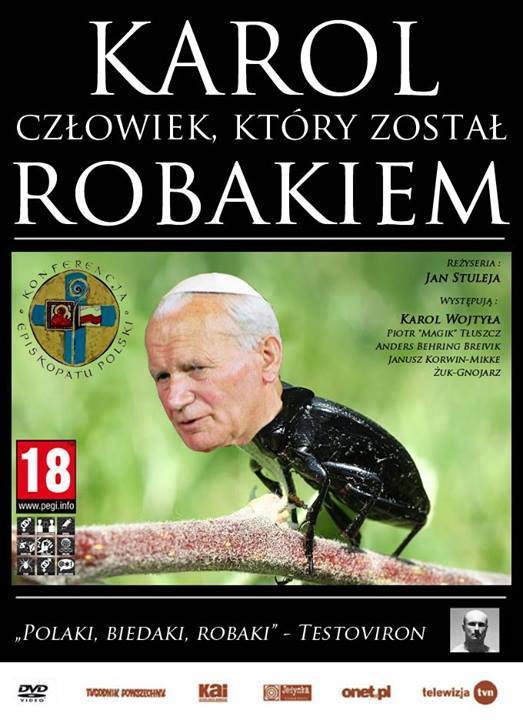 KAROL
CZŁOWIEK, KTÓRY ZOSTAŁ
ROBAKIEM
KONFERENCJA
EPISKOPATU POLSKI
REŻYSERIA :
JAN STULEJA
WYSTĘPUJĄ :
KAROL WOJTYŁA
PIOTR "MAGIK" TŁUSZCZ
ANDERS BEHRING BREIVIK
JANUSZ KORWIN-MIKKE
ŻUK-GNOJARZ
18
www.pegi.info
„POLAKI, BIEDAKI, ROBAKI" - TESTOVIRON
DVD
VIDEO
TYGODNIK POWSZECHNY
KAI
Jedynka
onet.pl
telewizja tvn